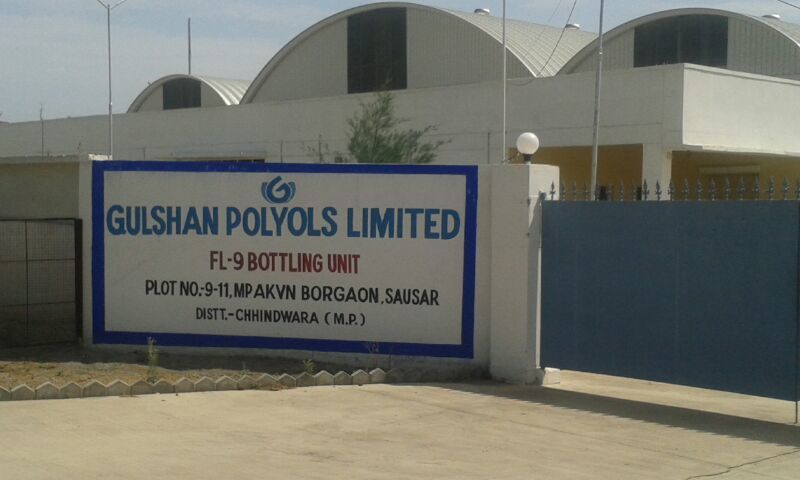 GULSHAN POLYOLS LIMITED
FL-9 BOTTLING UNIT
PLOT NO.-9-11, MPAKVN BORGAON, SAUSAR
DISTT.-CHHINDWARA (M.P.)